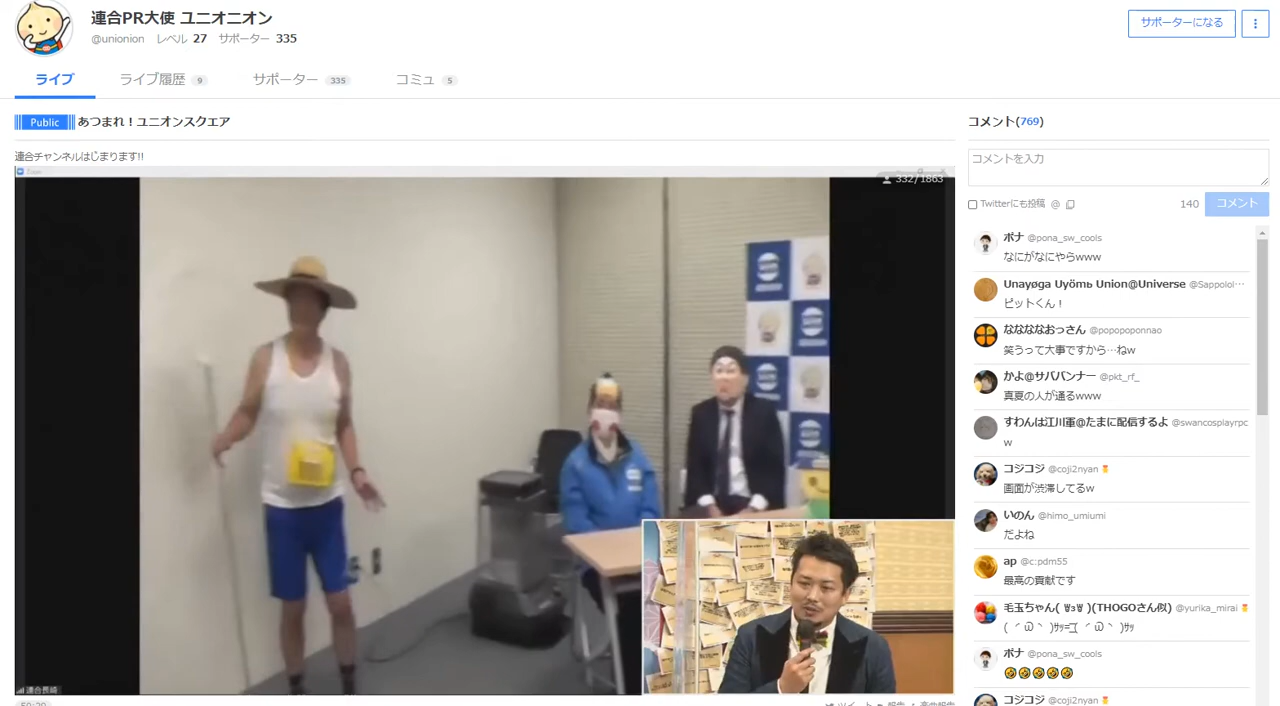 連合PR大使 ユニオニオン
@unionion レベル 27 サポーター 335
サポーターになる
ライブ ライブ履歴 9 サポーター 335 コミュ 5
Public あつまれ！ユニオンスクエア
連合チャンネルはじまります!!
332/1863
連合長崎
コメント(769)
コメントを入力
Twitterにも投稿 @ 140 コメント
ボナ @pona_sw_cools
なにがなにやらwww
Unayøga Uyömь Union@Universe @Sappolol…
ピットくん！
ななななおっさん @popopoponnao
笑うって大事ですから…ねw
かよ@サババンナー @pkt_rf_
真夏の人が通るwww
すわんは江川軍@たまに配信するよ @swancosplayrpc
w
コジコジ @coji2nyan
画面が渋滞してるw
いのん @himo_umiumi
だよね
ap @c:pdm55
最高の貢献です
毛玉ちゃん( ꒪з꒪ )(THOGOさん似) @yurika_mirai
ボナ @pona_sw_cools
🤣🤣🤣🤣🤣
コジコジ @coji2nyan